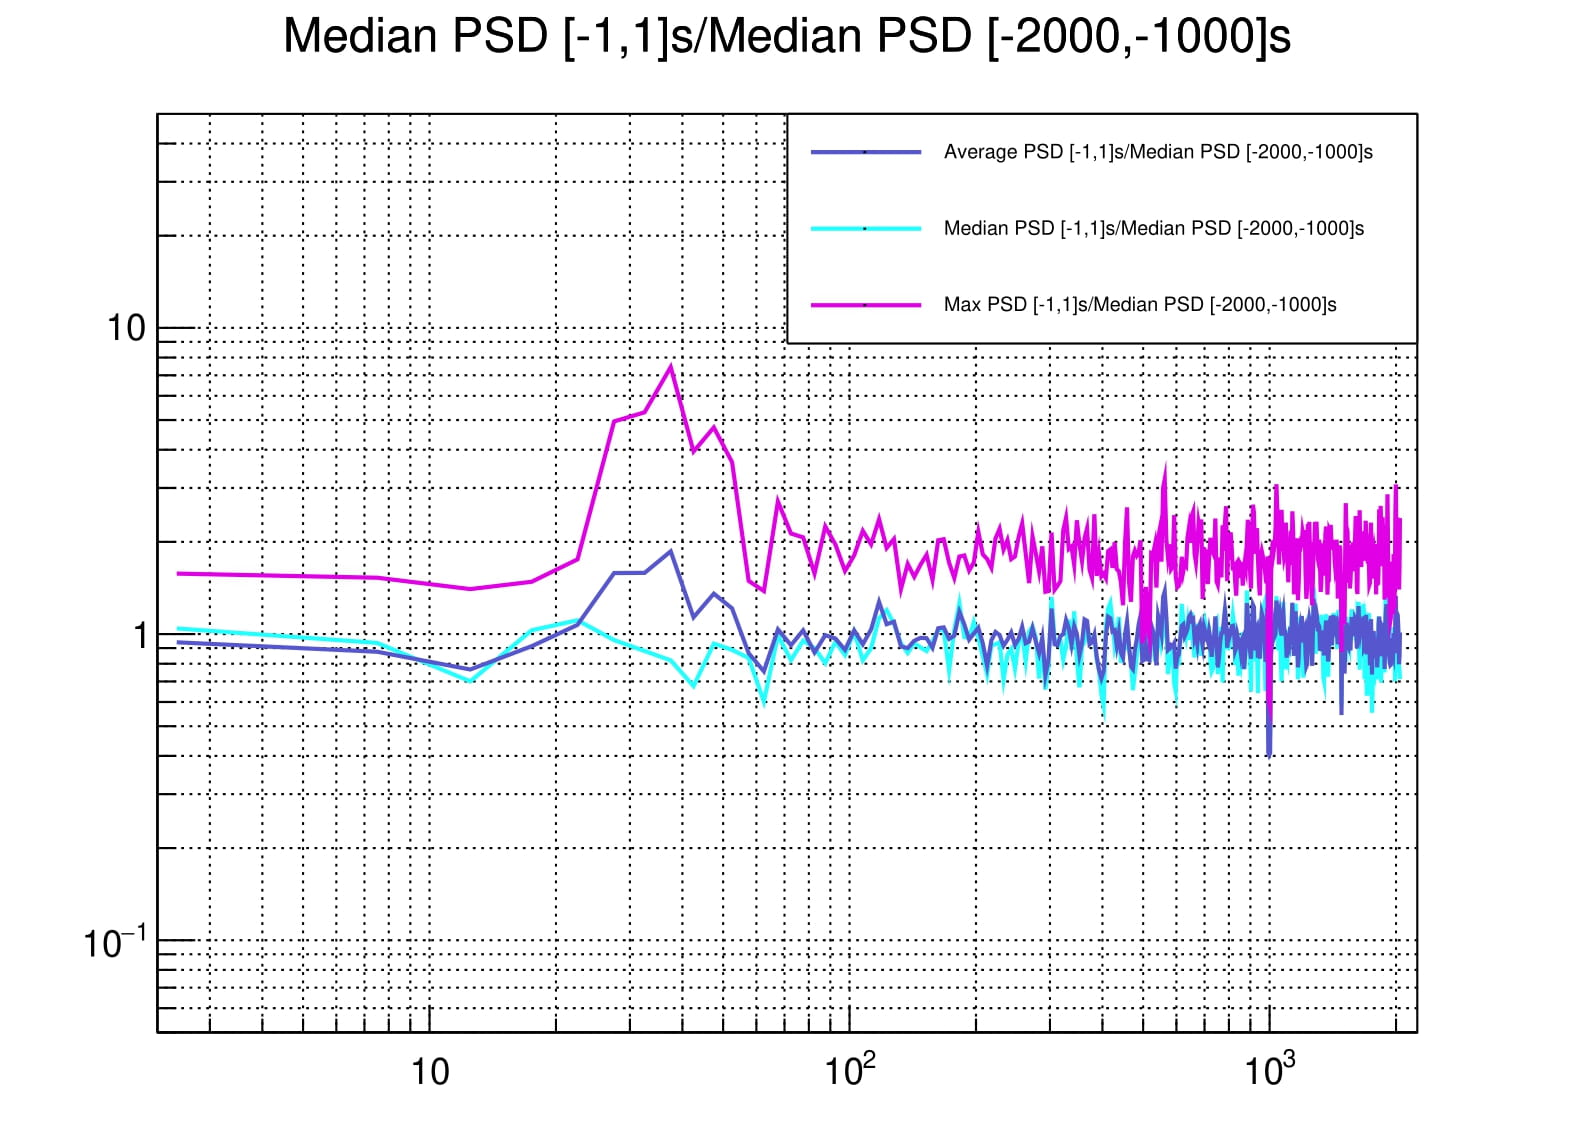 Median PSD [-1,1]s/Median PSD [-2000,-1000]s
Average PSD [-1,1]s/Median PSD [-2000,-1000]s
Median PSD [-1,1]s/Median PSD [-2000,-1000]s
Max PSD [-1,1]s/Median PSD [-2000,-1000]s
10
1
10⁻¹
10
10²
10³